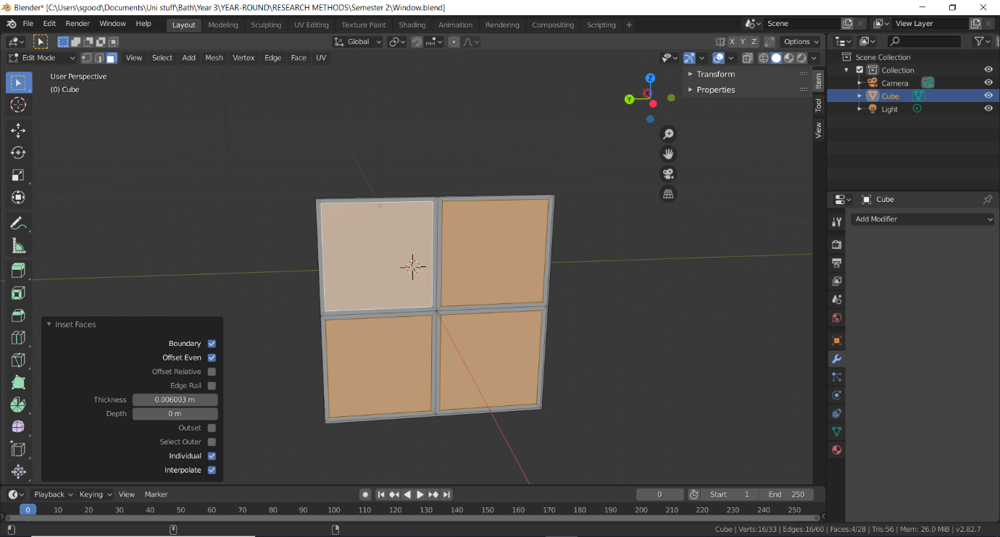 Blender* [C:\Users\sgood\Documents\Uni stuff\Bath\Year 3\YEAR-ROUND\RESEARCH METHODS\Semester 2\Window.blend]
File Edit Render Window Help Layout Modeling Sculpting UV Editing Texture Paint Shading Animation Rendering Compositing Scripting + Scene View Layer
Global X Y Z Options
Edit Mode View Select Add Mesh Vertex Edge Face UV
User Perspective
(0) Cube
Z
Y
X
Transform
Properties
Item
Tool
View
Scene Collection
Collection
Camera
Cube
Light
Cube
Add Modifier
Inset Faces
Boundary
Offset Even
Offset Relative
Edge Rail
Thickness 0.006003 m
Depth 0 m
Outset
Select Outer
Individual
Interpolate
Playback Keying View Marker 0 Start 1 End 250
0 10 20 30 40 50 60 70 80 90 100 110 120 130 140 150 160 170 180 190 200 210 220 230 240 250
Cube | Verts:16/33 | Edges:16/60 | Faces:4/28 | Tris:56 | Mem: 26.0 MiB | v2.82.7